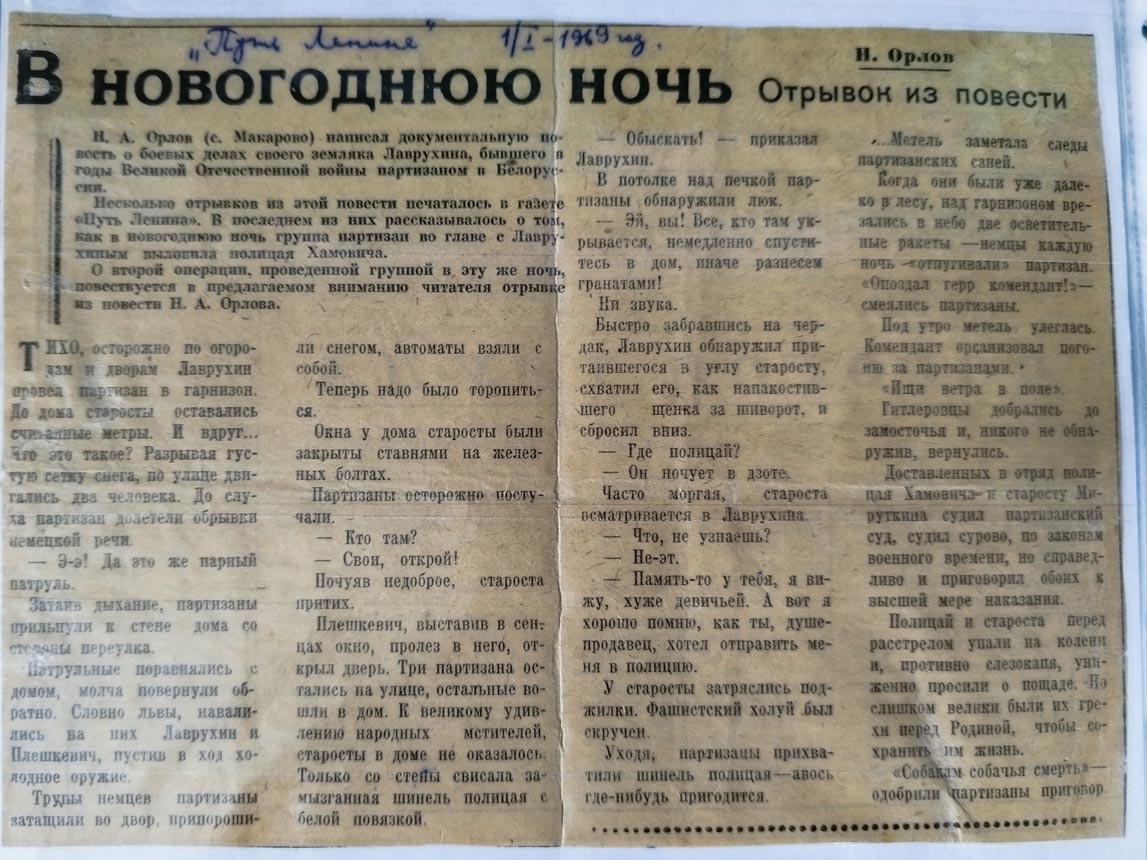 „Путь Ленина" 1/I-1969 год.
Н. Орлов
В НОВОГОДНЮЮ НОЧЬ Отрывок из повести
Н. А. Орлов (с. Макарово) написал документальную по-
весть о боевых делах своего земляка Лаврухина, бывшего в
годы Великой Отечественной войны партизаном в Белорус-
сии.
Несколько отрывков из этой повести печаталось в газете
«Путь Ленина». В последнем из них рассказывалось о том,
как в новогоднюю ночь группа партизан во главе с Лавру-
хиным выловила полицая Хамовича.
О второй операции, проведенной группой в эту же ночь,
повествуется в предлагаемом вниманию читателя отрывке
из повести Н. А. Орлова.
ТИХО, осторожно по огоро-
дам и дворам Лаврухин
провел партизан в гарнизон.
До дома старосты оставались
считанные метры. И вдруг...
Что это такое? Разрывая гус-
тую сетку снега, по улице дви-
гались два человека. До слу-
ха партизан долетели обрывки
немецкой речи.
— Э-э! Да это же парный
патруль.
Затаив дыхание, партизаны
прильнули к стене дома со
стороны переулка.
Патрульные поравнялись с
домом, молча повернули об-
ратно. Словно львы, навали-
лись на них Лаврухин и
Плешкевич, пустив в ход хо-
лодное оружие.
Трупы немцев партизаны
затащили во двор, припороши-
ли снегом, автоматы взяли с
собой.
Теперь надо было торопить-
ся.
Окна у дома старосты были
закрыты ставнями на желез-
ных болтах.
Партизаны осторожно посту-
чали.
— Кто там?
— Свои, открой!
Почуяв недоброе, староста
притих.
Плешкевич, выставив в сен-
цах окно, пролез в него, от-
крыл дверь. Три партизана ос-
тались на улице, остальные во-
шли в дом. К великому удив-
лению народных мстителей,
старосты в доме не оказалось.
Только со стены свисала за-
мызганная шинель полицая с
белой повязкой.
— Обыскать! — приказал
Лаврухин.
В потолке над печкой пар-
тизаны обнаружили люк.
— Эй, вы! Все, кто там ук-
рывается, немедленно спусти-
тесь в дом, иначе разнесем
гранатами!
Ни звука.
Быстро забравшись на чер-
дак, Лаврухин обнаружил при-
таившегося в углу старосту,
схватил его, как напакостив-
шего щенка за шиворот, и
сбросил вниз.
— Где полицай?
— Он ночует в дзоте.
Часто моргая, староста
всматривается в Лаврухина.
— Что, не узнаешь?
— Не-эт.
— Память-то у тебя, я ви-
жу, хуже девичьей. А вот я
хорошо помню, как ты, душе-
продавец, хотел отправить ме-
ня в полицию.
У старосты затряслись под-
жилки. Фашистский холуй был
скручен.
Уходя, партизаны прихва-
тили шинель полицая—авось
где-нибудь пригодится.
...Метель заметала следы
партизанских саней.
Когда они были уже дале-
ко в лесу, над гарнизоном вре-
зались в небо две осветитель-
ные ракеты —немцы каждую
ночь «отпугивали» партизан.
«Опоздал герр комендант!»—
смеялись партизаны.
Под утро метель улеглась.
Комендант организовал пого-
ню за партизанами.
«Ищи ветра в поле».
Гитлеровцы добрались до
замосточья и, никого не обна-
ружив, вернулись.
Доставленных в отряд поли-
цая Хамовича и старосту Ми-
руткина судил партизанский
суд, судил сурово, по законам
военного времени, но справед-
ливо и приговорил обоих к
высшей мере наказания.
Полицай и староста перед
расстрелом упали на колени
и, противно слезокапя, уни-
женно просили о пощаде. Но
слишком велики были их гре-
хи перед Родиной, чтобы со-
хранить им жизнь.
«Собакам собачья смерть»—
одобрили партизаны приговор.